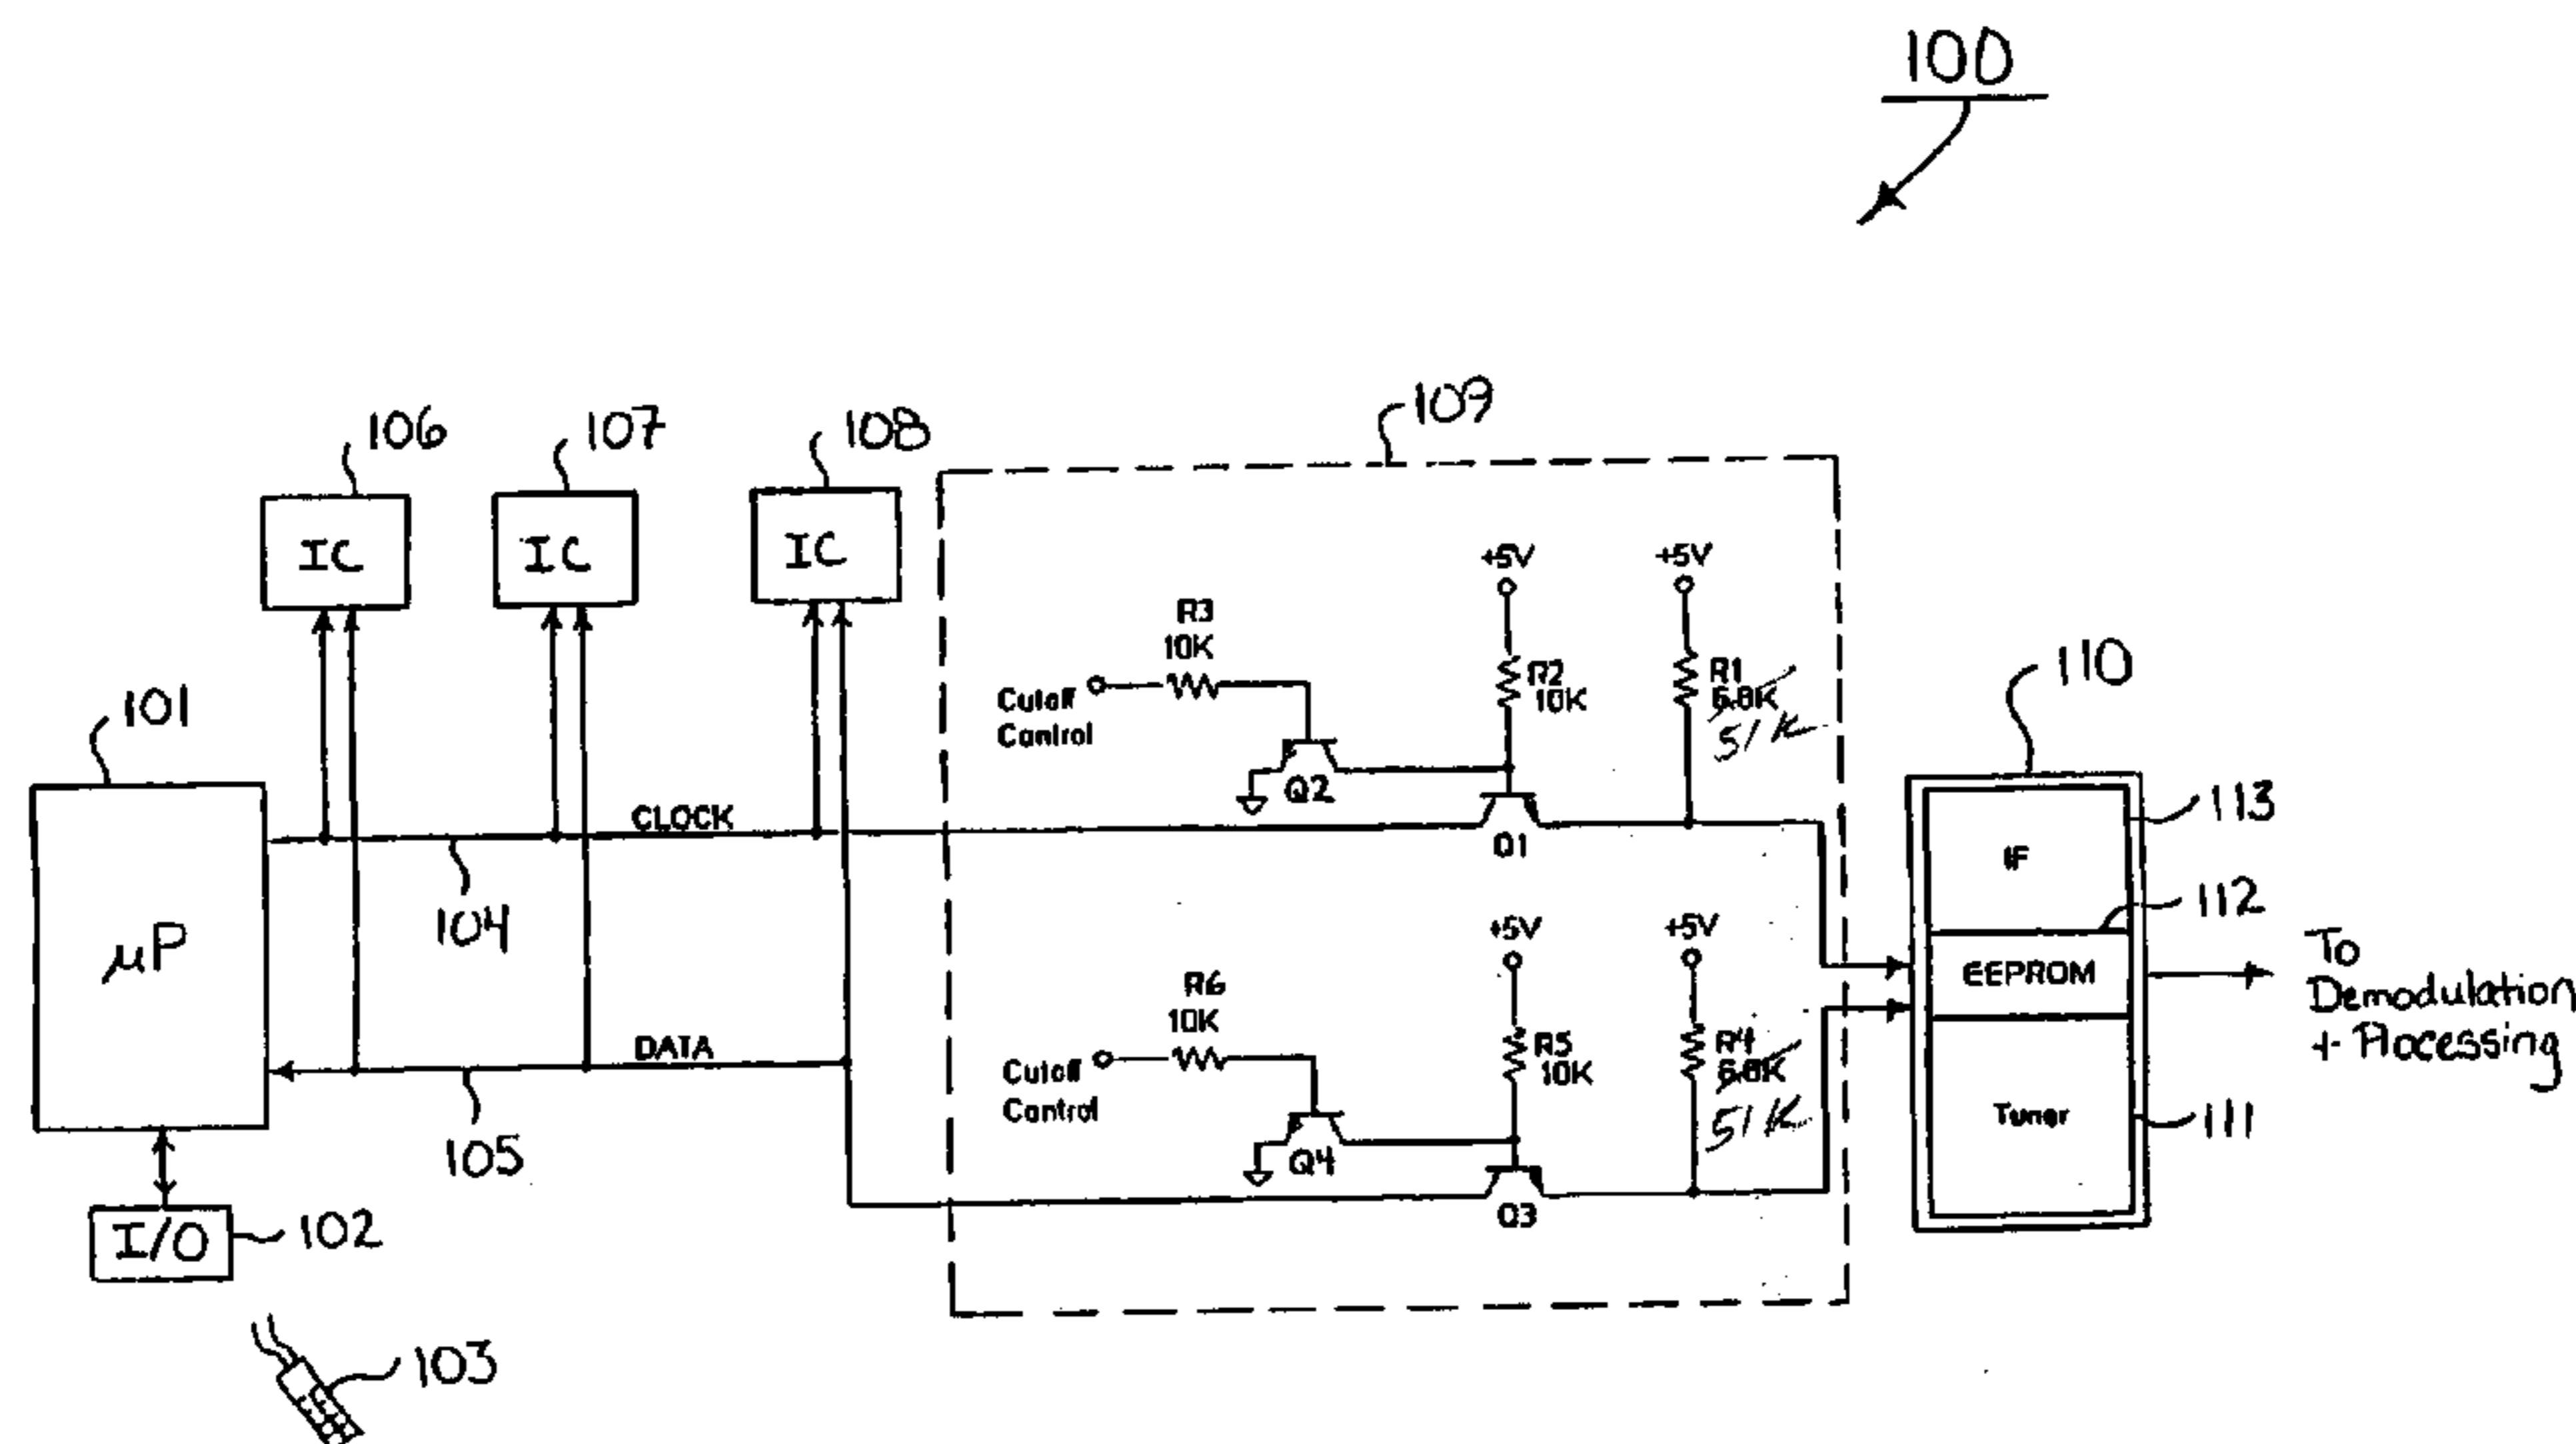 100
109
106
107
108
IC
IC
IC
+5V
+5V
R3
10K
R2
10K
R1
6.8K
51K
Cutoff
Control
Q2
110
101
CLOCK
Q1
113
IF
104
112
μP
+5V
+5V
EEPROM
To
Demodulation
+ Processing
R6
10K
R5
10K
R4
6.8K
51K
DATA
Cutoff
Control
Q4
Tuner
111
105
Q3
I/O
102
103